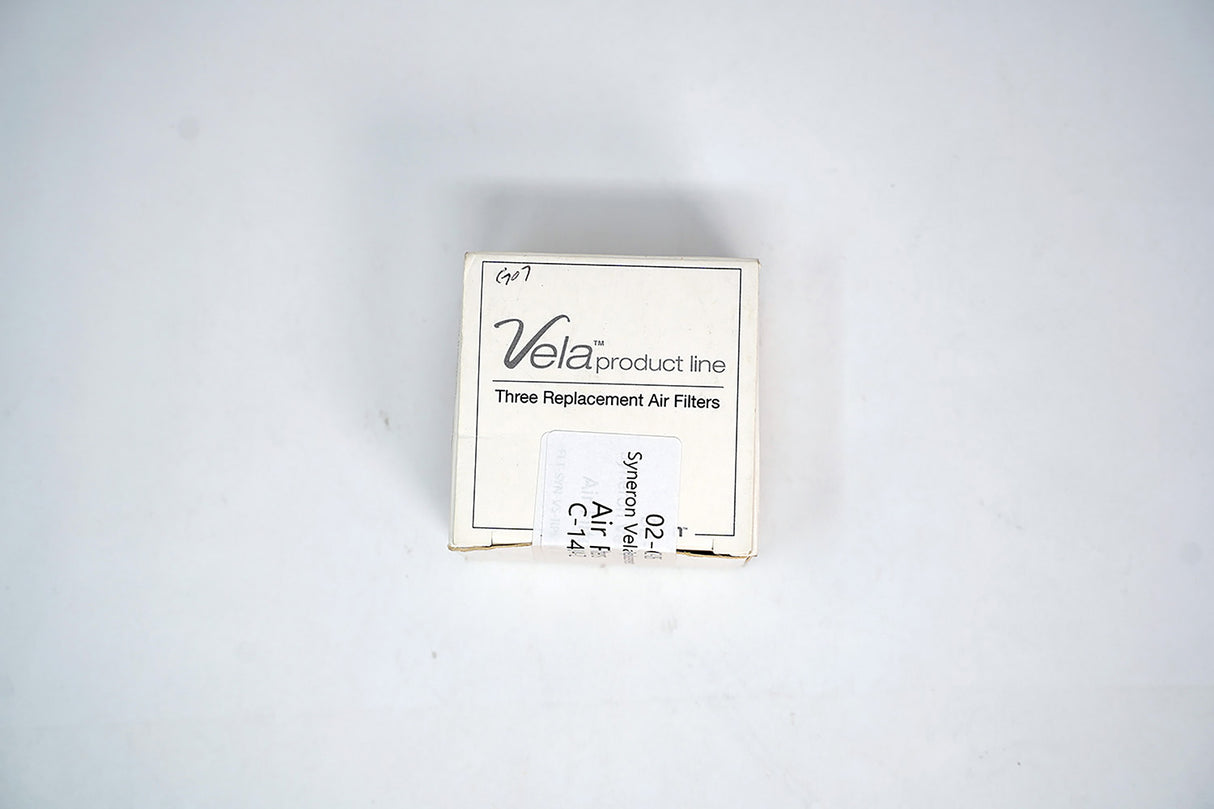 G07
Vela™ product line
Three Replacement Air Filters
02-
Syneron Vela
Air F
C-14